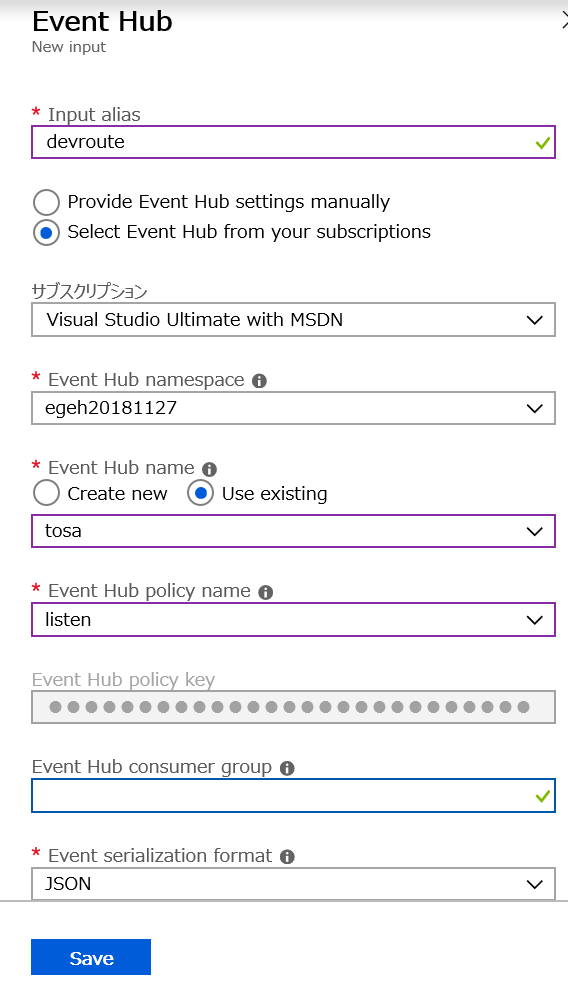 Event Hub
New input
* Input alias
devroute
Provide Event Hub settings manually
Select Event Hub from your subscriptions
サブスクリプション
Visual Studio Ultimate with MSDN
* Event Hub namespace
egeh20181127
* Event Hub name
Create new Use existing
tosa
* Event Hub policy name
listen
Event Hub policy key
Event Hub consumer group
* Event serialization format
JSON
Save